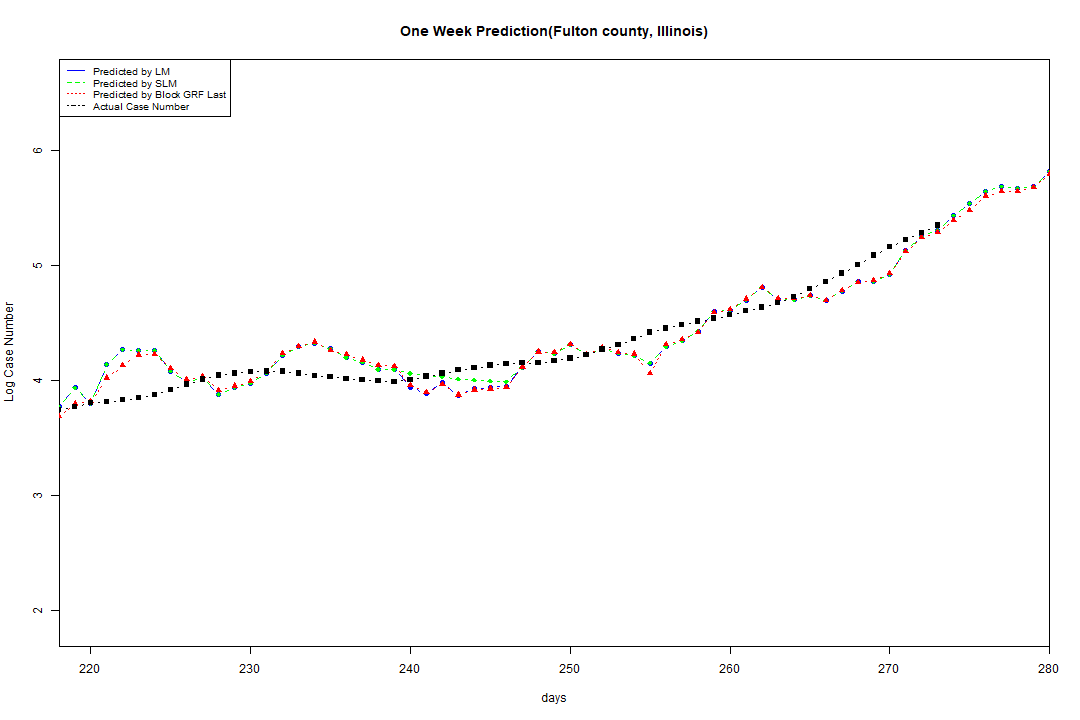 One Week Prediction(Fulton county, Illinois)
Predicted by LM
Predicted by SLM
Predicted by Block GRF Last
Actual Case Number
6
5
4
3
2
Log Case Number
220 230 240 250 260 270 280
days